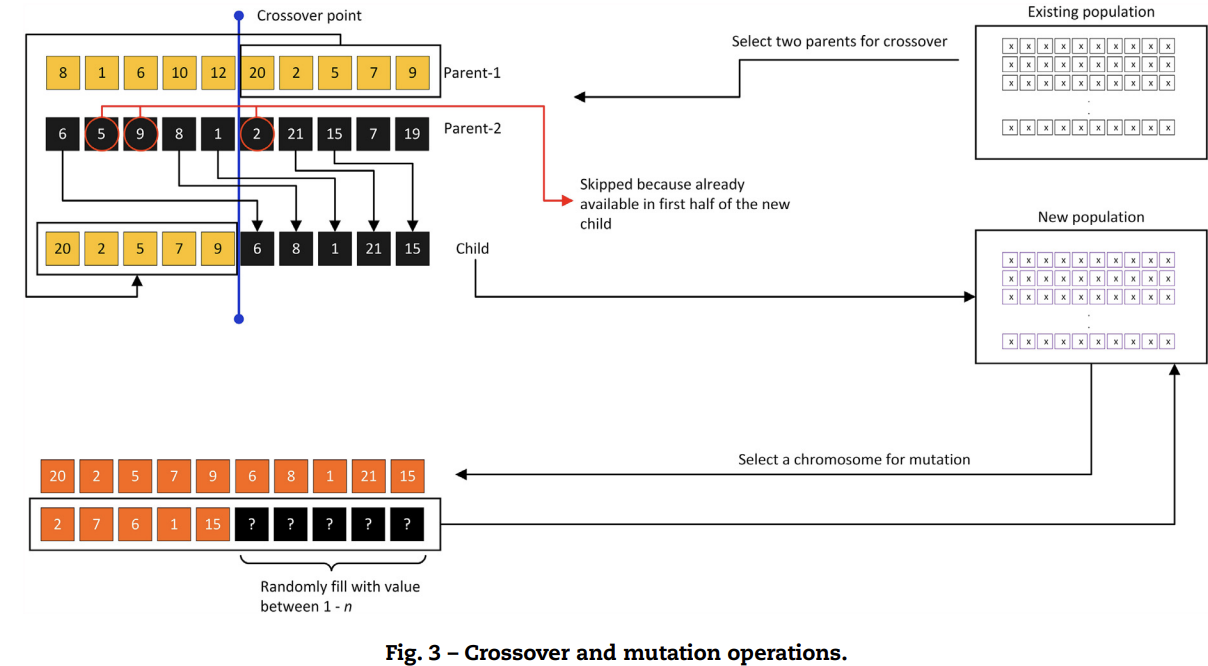 Crossover point
Existing population
Select two parents for crossover
x x x x x x x x x x
x x x x x x x x x x
x x x x x x x x x x
.
.
x x x x x x x x x x
8 1 6 10 12 20 2 5 7 9 Parent-1
6 5 9 8 1 2 21 15 7 19 Parent-2
Skipped because already
available in first half of the new
child
New population
20 2 5 7 9 6 8 1 21 15 Child
x x x x x x x x x x
x x x x x x x x x x
x x x x x x x x x x
.
.
x x x x x x x x x x
Select a chromosome for mutation
20 2 5 7 9 6 8 1 21 15
2 7 6 1 15 ? ? ? ? ?
Randomly fill with value
between 1 - n
Fig. 3 – Crossover and mutation operations.